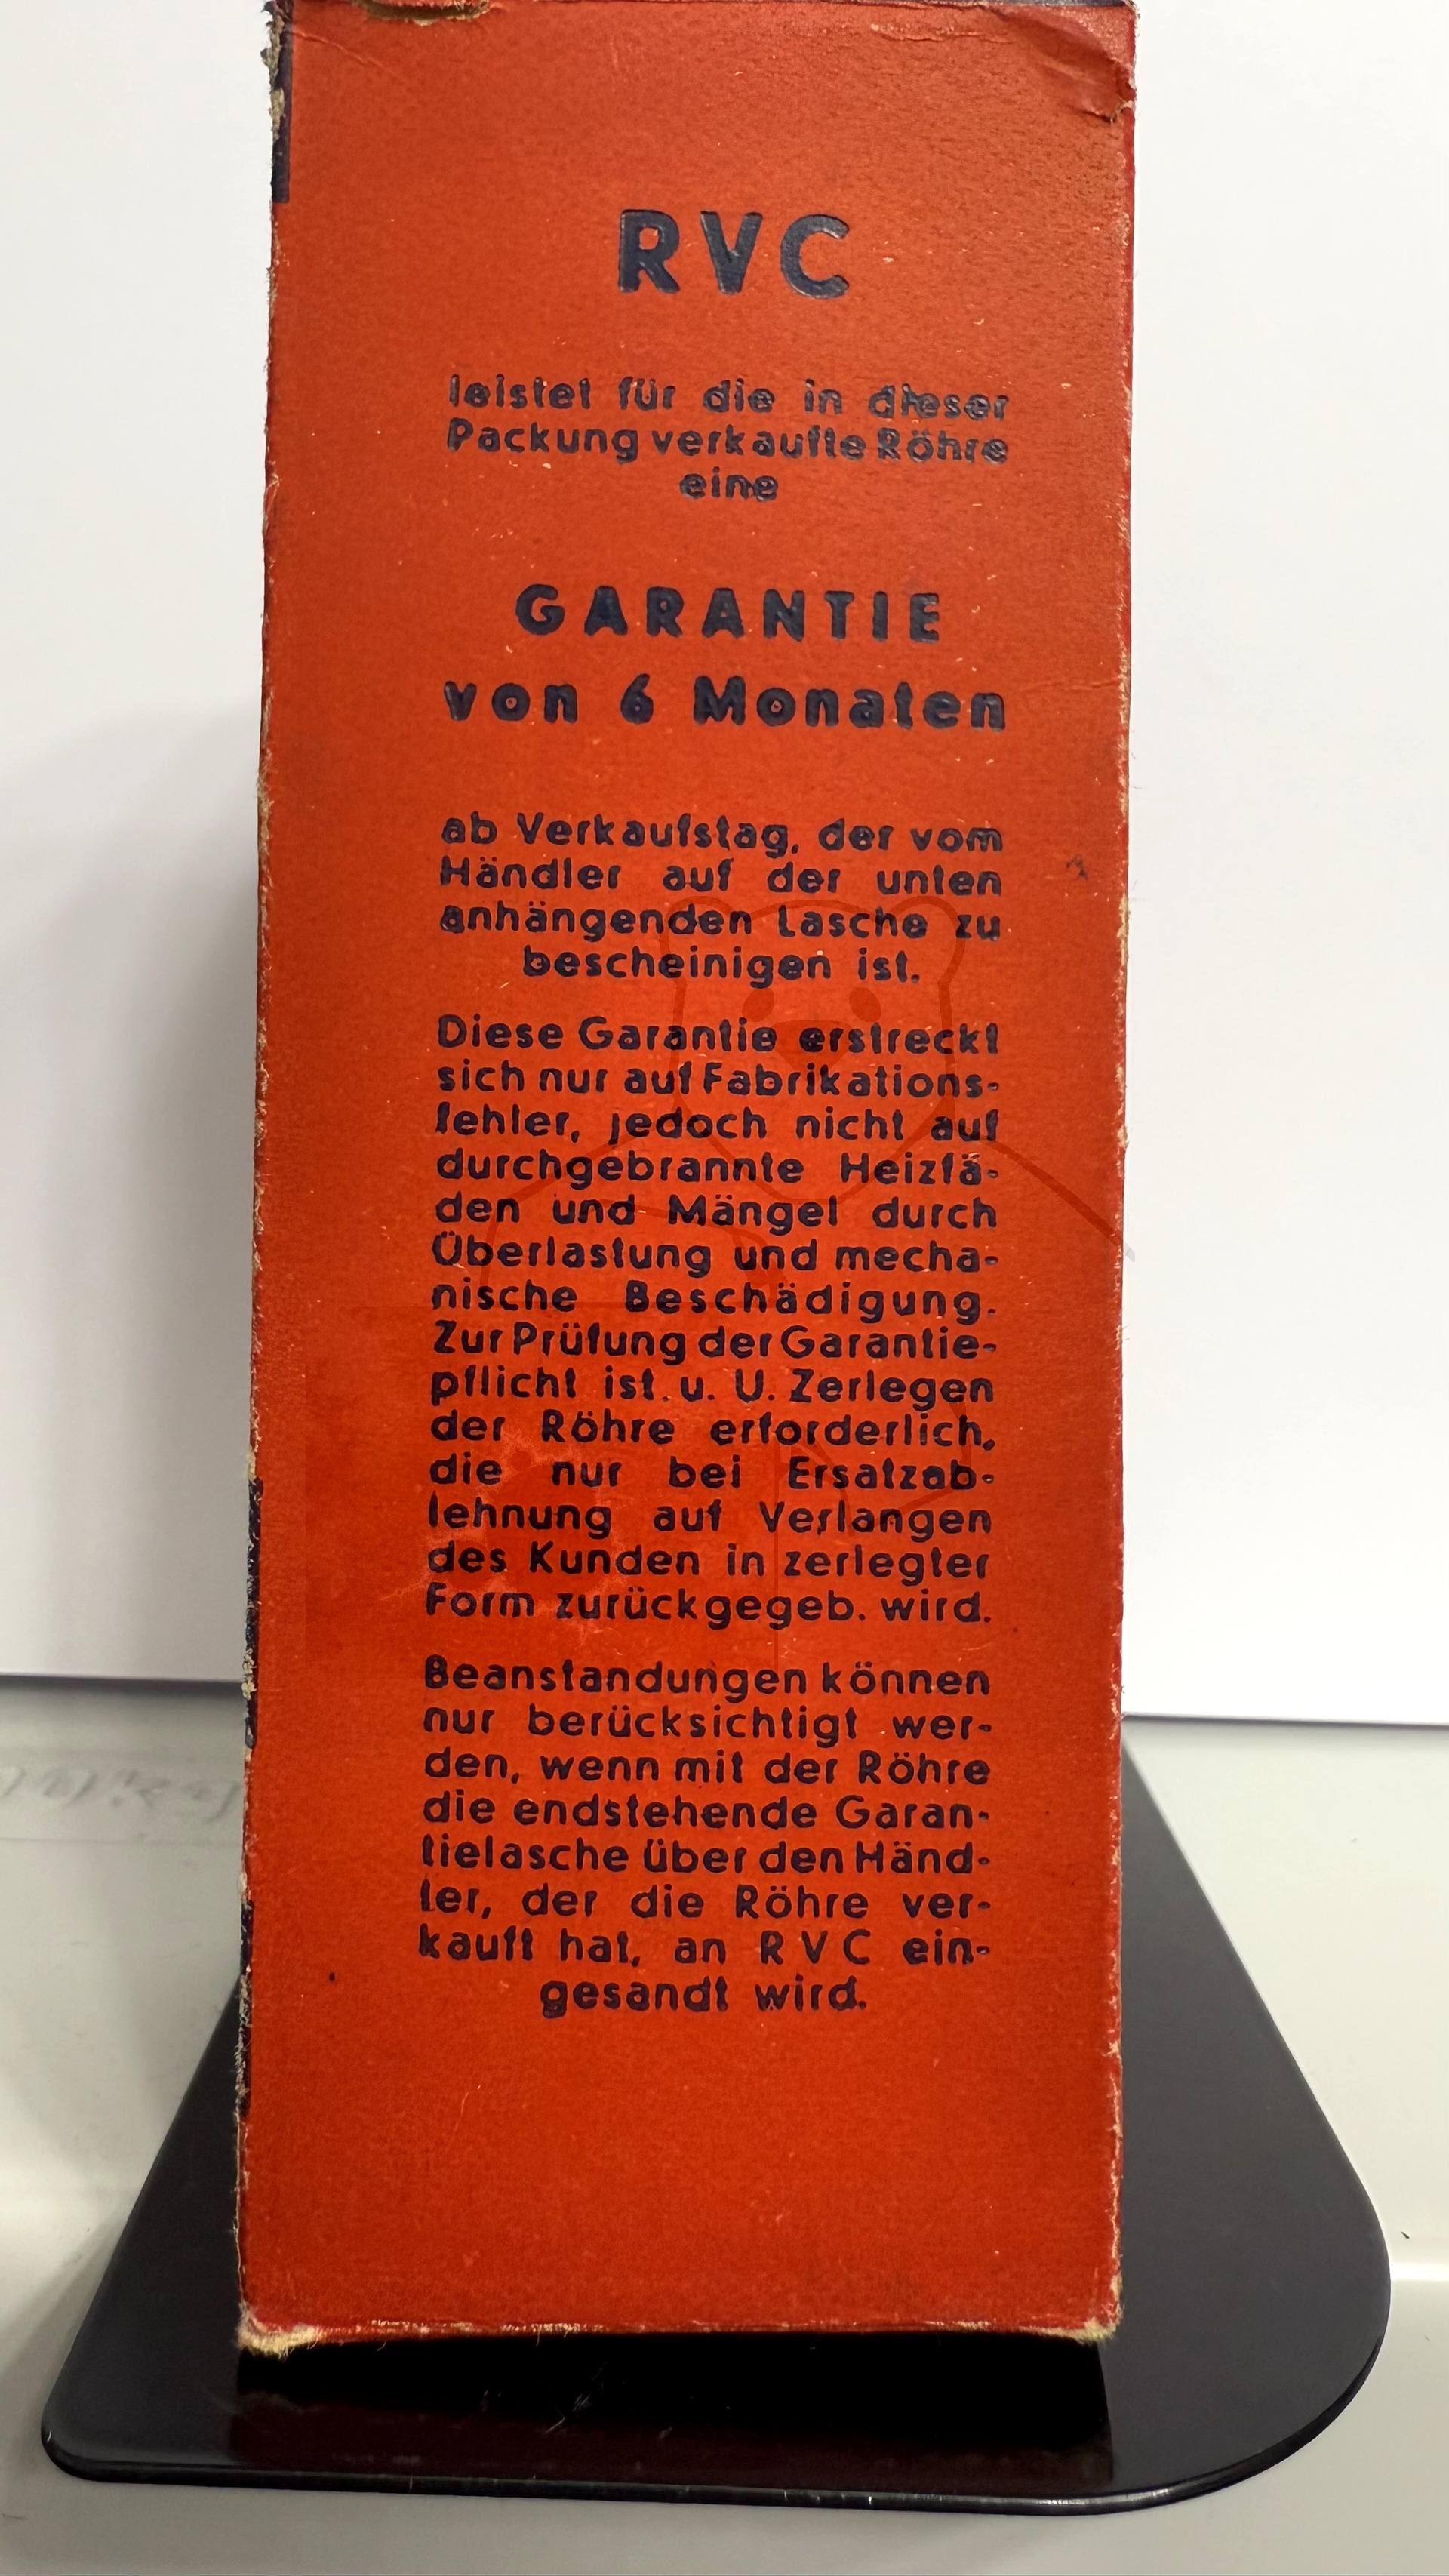 RVC
leistet für die in dieser
Packung verkaufte Röhre
eine
GARANTIE
von 6 Monaten
ab Verkaufstag, der vom
Händler auf der unten
anhängenden Lasche zu
bescheinigen ist.
Diese Garantie erstreckt
sich nur auf Fabrikations-
fehler, jedoch nicht auf
durchgebrannte Heizfä-
den und Mängel durch
Überlastung und mecha-
nische Beschädigung.
Zur Prüfung der Garantie-
pflicht ist u. U. Zerlegen
der Röhre erforderlich,
die nur bei Ersatzab-
lehnung auf Verlangen
des Kunden in zerlegter
Form zurückgegeb. wird.
Beanstandungen können
nur berücksichtigt wer-
den, wenn mit der Röhre
die endstehende Garan-
tielasche über den Händ-
ler, der die Röhre ver-
kauft hat, an RVC ein-
gesandt wird.